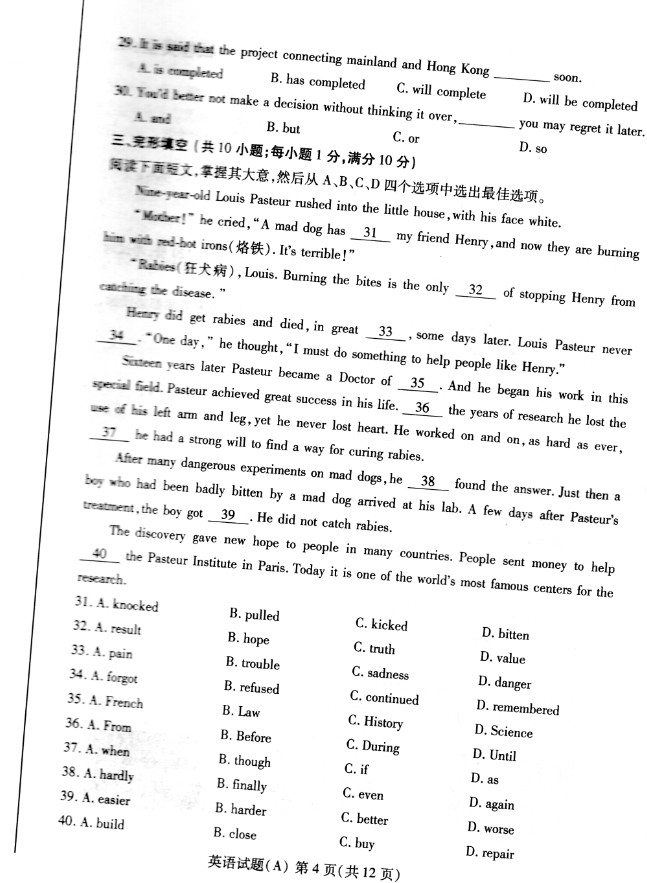 29. It is said that the project connecting mainland and Hong Kong ________ soon.
A. is completed B. has completed C. will complete D. will be completed
30. You'd better not make a decision without thinking it over, ________ you may regret it later.
A. and B. but C. or D. so
三、完形填空(共10小题;每小题1分,满分10分)
阅读下面短文,掌握其大意,然后从A、B、C、D四个选项中选出最佳选项。
Nine-year-old Louis Pasteur rushed into the little house, with his face white.
"Mother!" he cried, "A mad dog has 31 my friend Henry, and now they are burning
him with red-hot irons(烙铁). It's terrible!"
"Rabies(狂犬病), Louis. Burning the bites is the only 32 of stopping Henry from
catching the disease."
Henry did get rabies and died, in great 33 , some days later. Louis Pasteur never
34 . "One day," he thought, "I must do something to help people like Henry."
Sixteen years later Pasteur became a Doctor of 35 . And he began his work in this
special field. Pasteur achieved great success in his life. 36 the years of research he lost the
use of his left arm and leg, yet he never lost heart. He worked on and on, as hard as ever,
37 he had a strong will to find a way for curing rabies.
After many dangerous experiments on mad dogs, he 38 found the answer. Just then a
boy who had been badly bitten by a mad dog arrived at his lab. A few days after Pasteur's
treatment, the boy got 39 . He did not catch rabies.
The discovery gave new hope to people in many countries. People sent money to help
40 the Pasteur Institute in Paris. Today it is one of the world's most famous centers for the
research.
31. A. knocked B. pulled C. kicked D. bitten
32. A. result B. hope C. truth D. value
33. A. pain B. trouble C. sadness D. danger
34. A. forgot B. refused C. continued D. remembered
35. A. French B. Law C. History D. Science
36. A. From B. Before C. During D. Until
37. A. when B. though C. if D. as
38. A. hardly B. finally C. even D. again
39. A. easier B. harder C. better D. worse
40. A. build B. close C. buy D. repair
英语试题(A) 第4页(共12页)